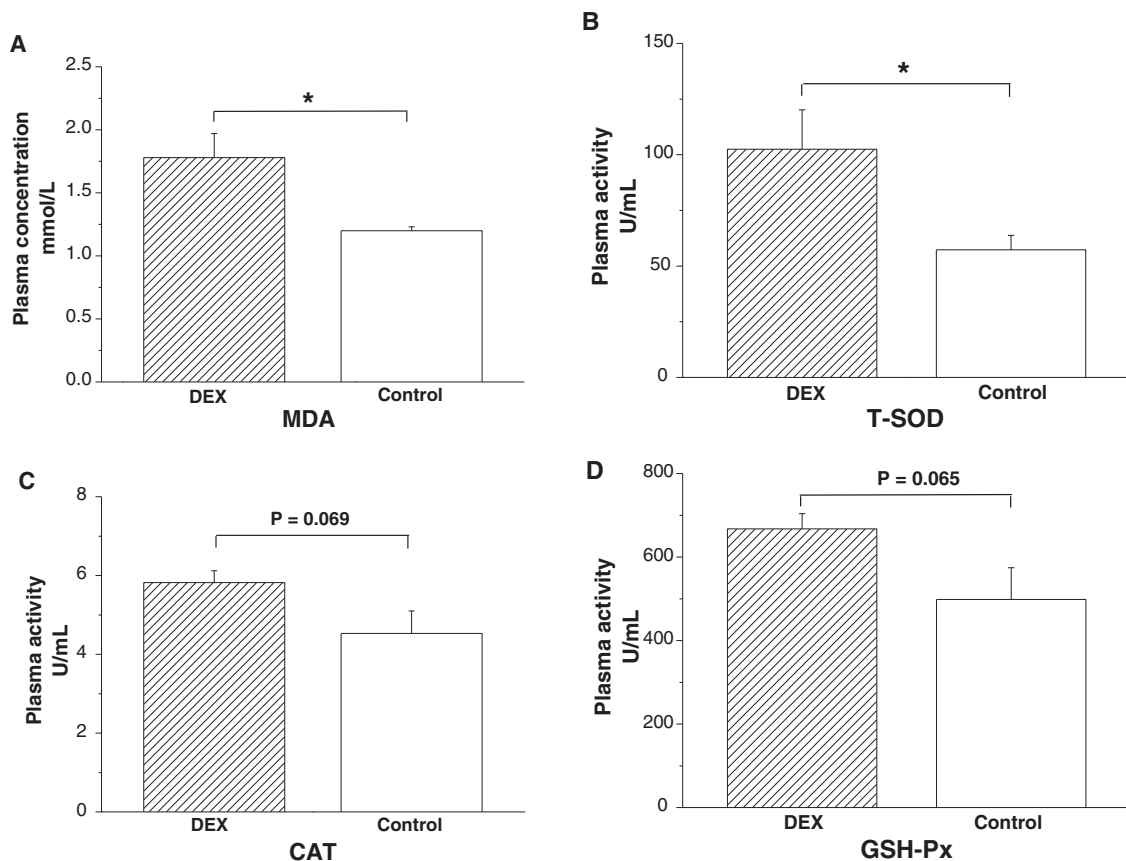 A
Plasma concentration
mmol/L
2.5
2.0
1.5
1.0
0.5
0.0
*
DEX
Control
MDA
B
Plasma activity
U/mL
150
100
50
0
*
DEX
Control
T-SOD
C
Plasma activity
U/mL
8
6
4
2
0
P = 0.069
DEX
Control
CAT
D
Plasma activity
U/mL
800
600
400
200
0
P = 0.065
DEX
Control
GSH-Px